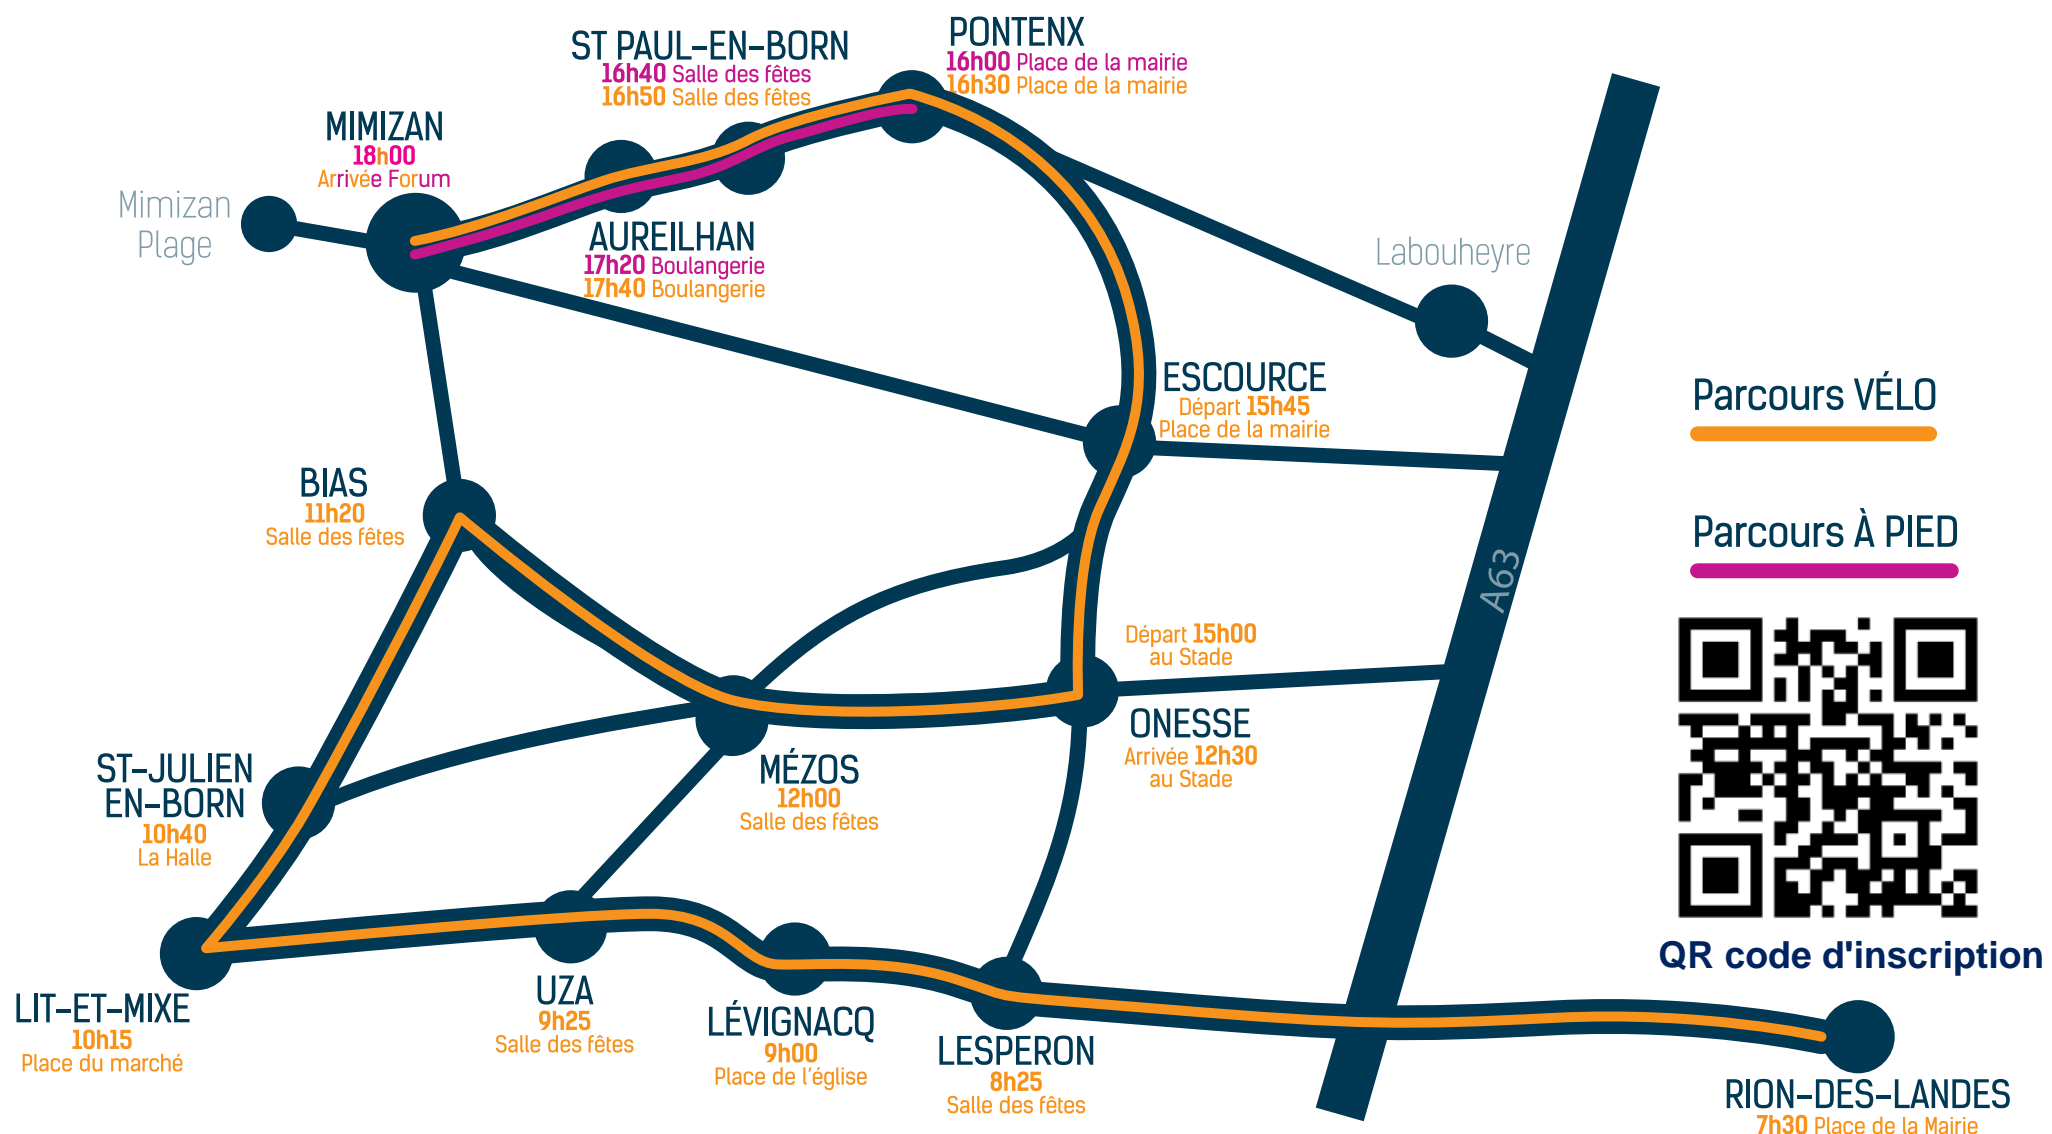 ST PAUL-EN-BORN
16h40 Salle des fêtes
16h50 Salle des fêtes
PONTENX
16h00 Place de la mairie
16h30 Place de la mairie
MIMIZAN
18h00
Arrivée Forum
Mimizan
Plage
AUREILHAN
17h20 Boulangerie
17h40 Boulangerie
Labouheyre
ESCOURCE
Départ 15h45
Place de la mairie
Parcours VÉLO
Parcours À PIED
BIAS
11h20
Salle des fêtes
A63
Départ 15h00
au Stade
ONESSE
Arrivée 12h30
au Stade
ST-JULIEN
EN-BORN
10h40
La Halle
MÉZOS
12h00
Salle des fêtes
QR code d'inscription
LIT-ET-MIXE
10h15
Place du marché
UZA
9h25
Salle des fêtes
LÉVIGNACQ
9h00
Place de l'église
LESPERON
8h25
Salle des fêtes
RION-DES-LANDES
7h30 Place de la Mairie